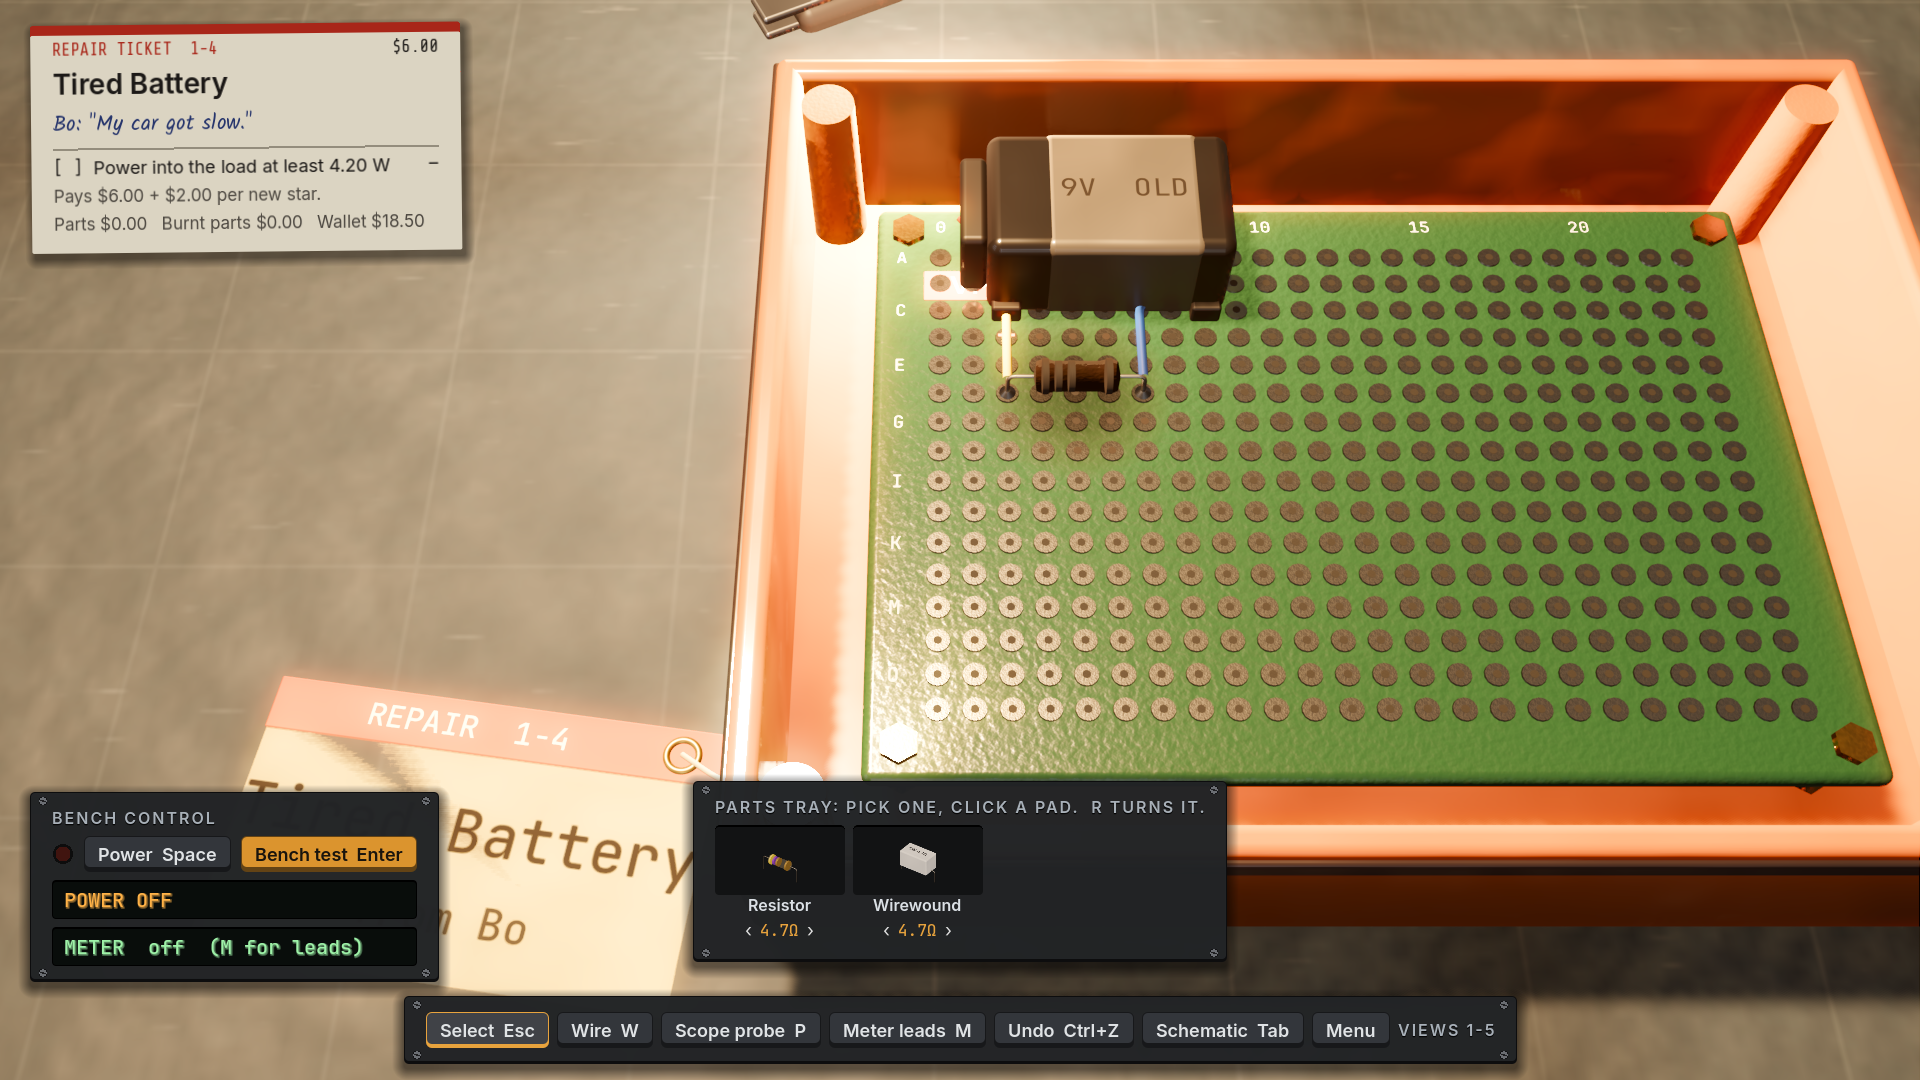 REPAIR TICKET 1-4 $6.00
Tired Battery
Bo: "My car got slow."
[ ] Power into the load at least 4.20 W –
Pays $6.00 + $2.00 per new star.
Parts $0.00 Burnt parts $0.00 Wallet $18.50
9V OLD
0 10 15 20
A
C
E
G
I
K
M
O
REPAIR 1-4
Tired Battery
Bo
BENCH CONTROL
Power Space
Bench test Enter
POWER OFF
METER off (M for leads)
PARTS TRAY: PICK ONE, CLICK A PAD. R TURNS IT.
Resistor
‹ 4.7Ω ›
Wirewound
‹ 4.7Ω ›
Select Esc
Wire W
Scope probe P
Meter leads M
Undo Ctrl+Z
Schematic Tab
Menu
VIEWS 1-5